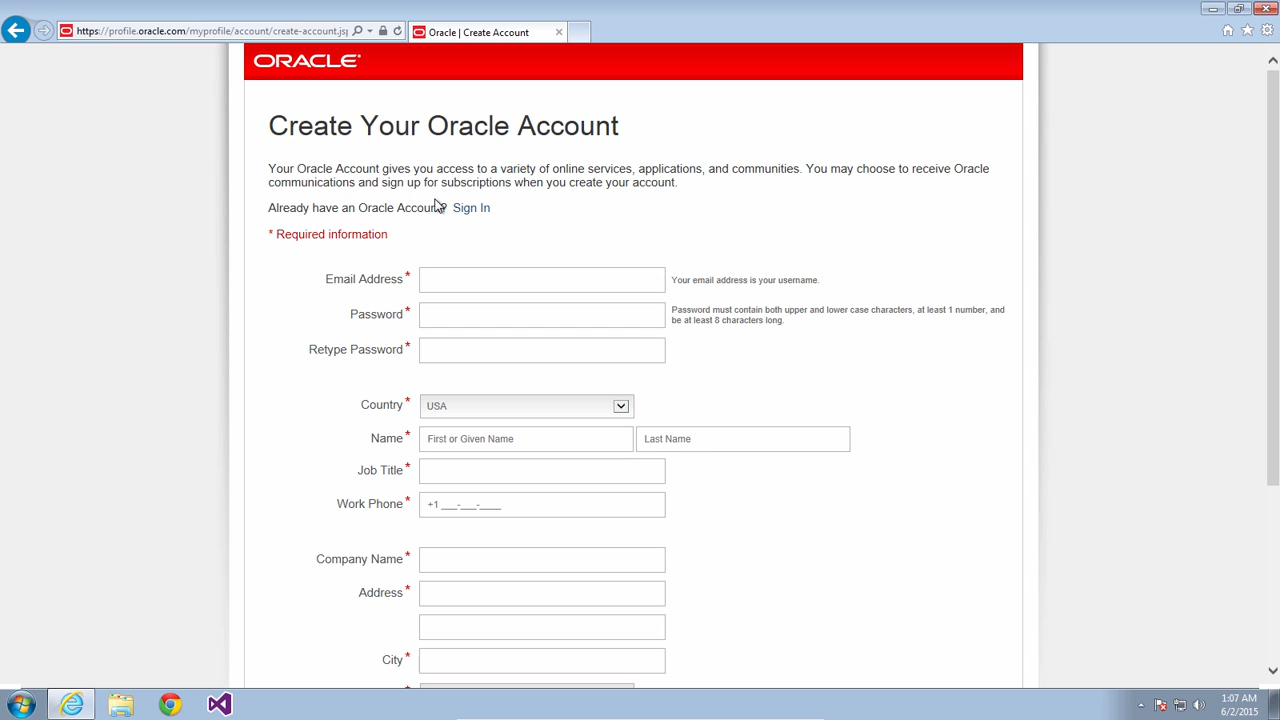 https://profile.oracle.com/myprofile/account/create-account.jsp
Oracle | Create Account
ORACLE®
Create Your Oracle Account
Your Oracle Account gives you access to a variety of online services, applications, and communities. You may choose to receive Oracle
communications and sign up for subscriptions when you create your account.
Already have an Oracle Account? Sign In
* Required information
Email Address*
Your email address is your username.
Password*
Password must contain both upper and lower case characters, at least 1 number, and
be at least 8 characters long.
Retype Password*
Country* USA
Name* First or Given Name Last Name
Job Title*
Work Phone* +1 ___-___-____
Company Name*
Address*
City*
*
1:07 AM
6/2/2015